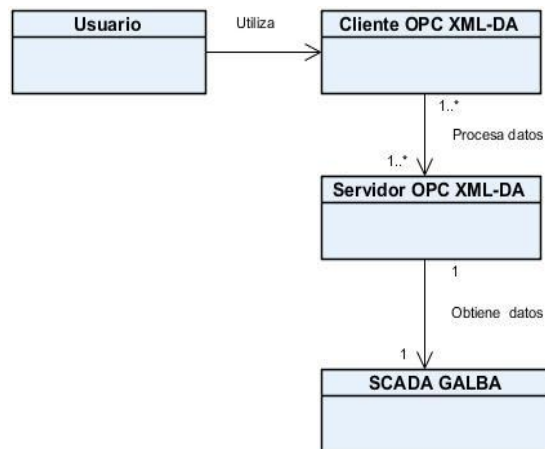 Usuario
Utiliza
Cliente OPC XML-DA
1..*
Procesa datos
1..*
Servidor OPC XML-DA
1
Obtiene datos
1
SCADA GALBA